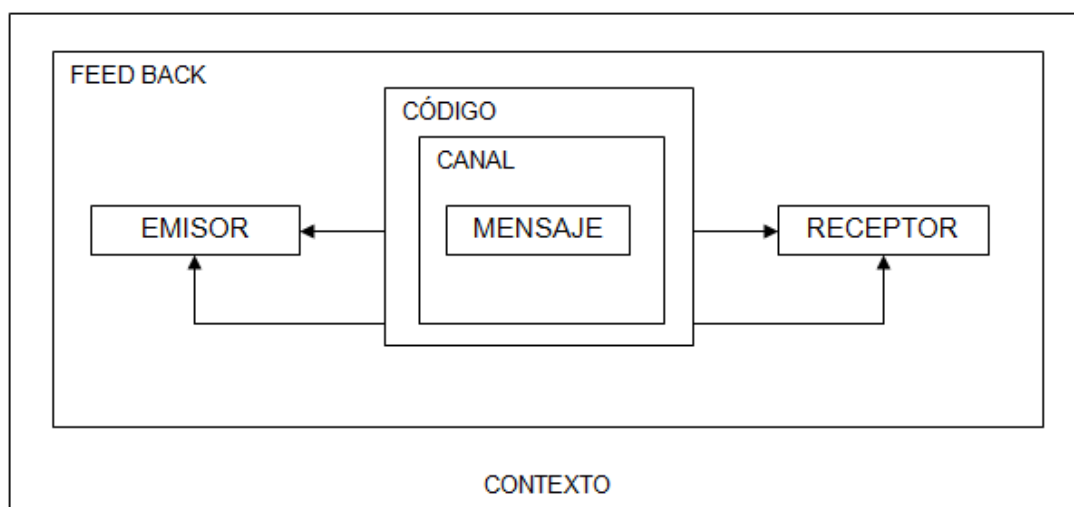 FEED BACK
CÓDIGO
CANAL
EMISOR
MENSAJE
RECEPTOR
CONTEXTO